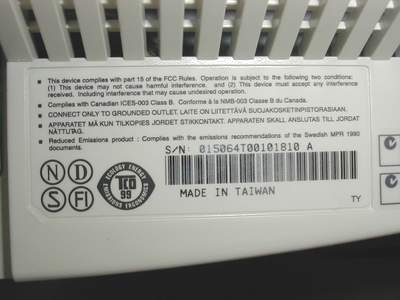 ■ This device complies with part 15 of the FCC Rules. Operation is subject to the following two conditions:
(1) This device may not cause harmful interference. and (2) This device must accept any interference
received. Including interference that may cause undesired operation.
■ Complies with Canadian ICES-003 Class B. Conforme à la NMB-003 Classe B du Canada.
■ CONNECT ONLY TO GROUNDED OUTLET. LAITE ON LIITETTÄVÄ SUOJAKOSKETINPISTORASIAAN.
■ APPARATET MÅ KUN TILKOPIES JORDET STIKKONTAKT. APPARATEN SKALL ANSLUTAS TILL JORDAT
NÄTTUTAG.
■ Reduced Emissions product : Complies with the emissions recommendations of the Swedish MPR 1990
documents.
S/N: 015064T00101810 A
N D
S FI
ECOLOGY ENERGY
TCO
99
EMISSIONS ERGONOMICS
MADE IN TAIWAN
TY